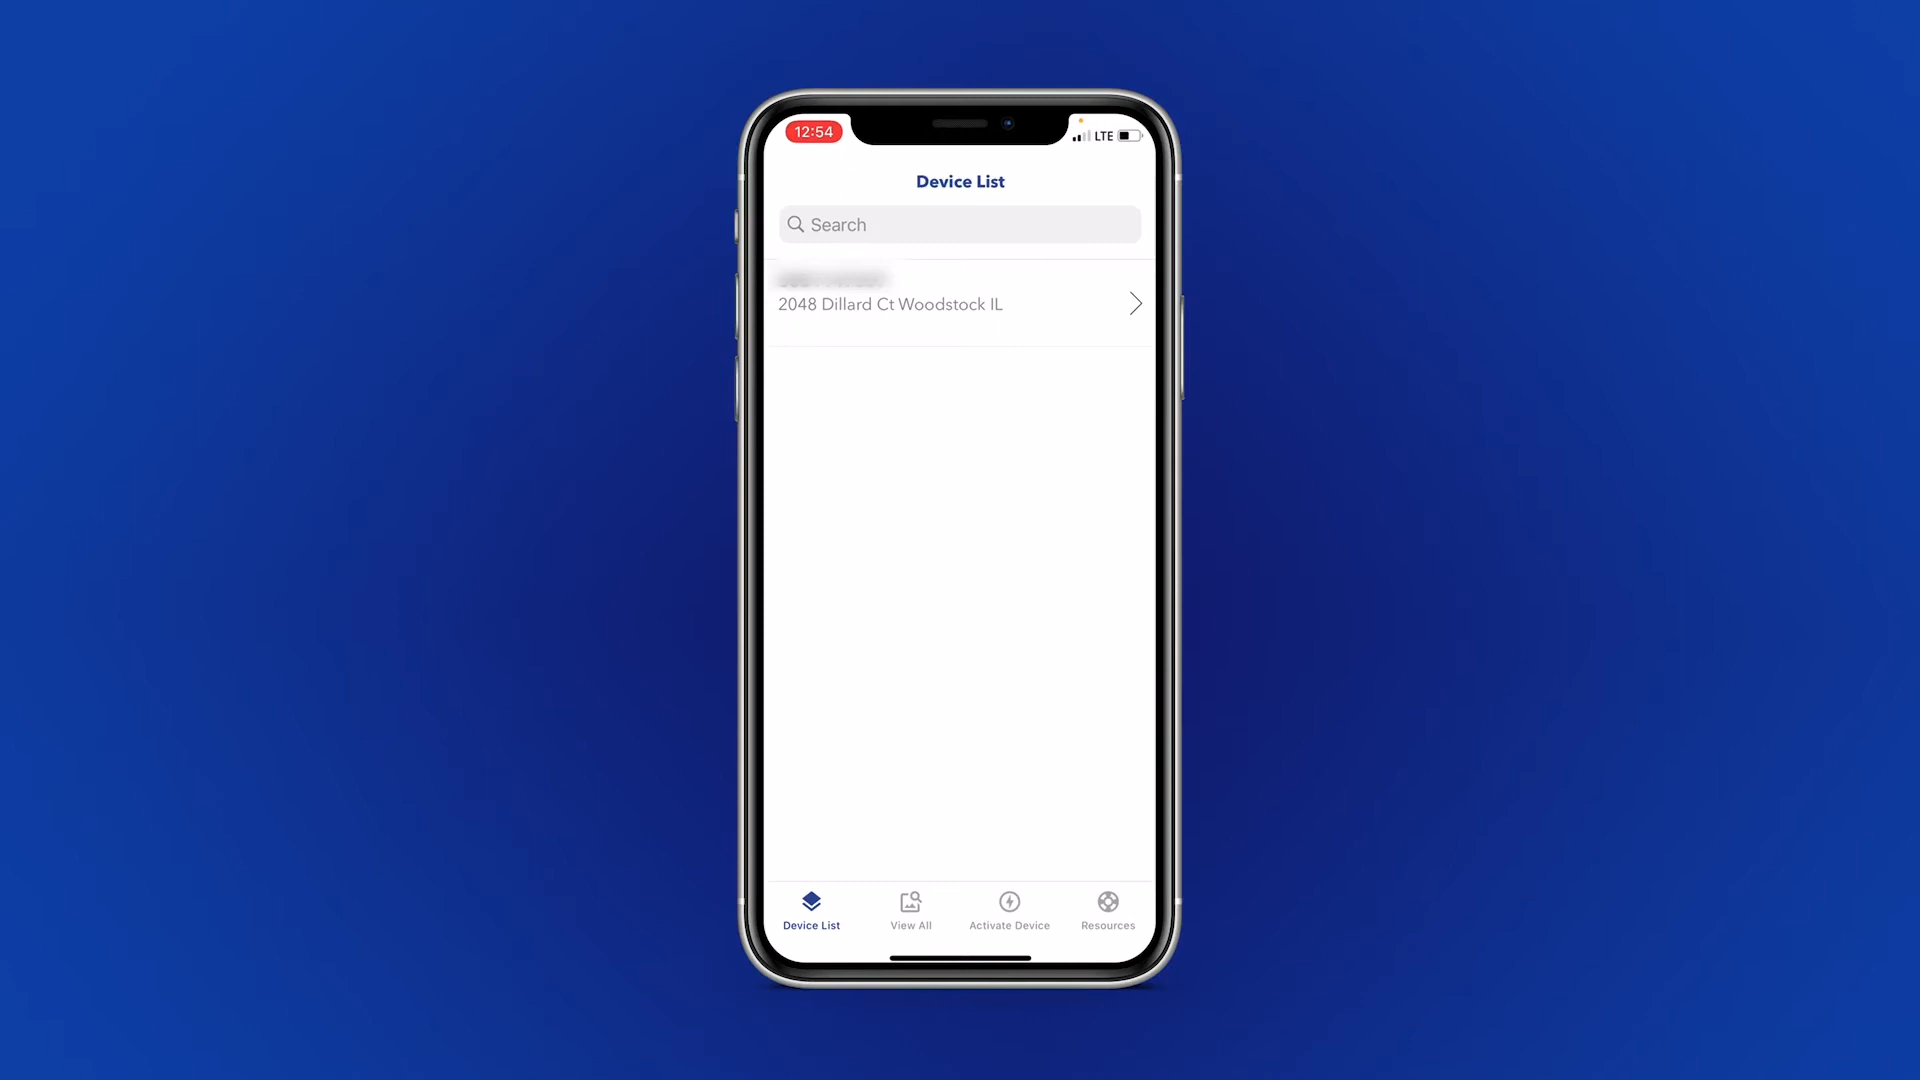 12:54
LTE
Device List
Search
2048 Dillard Ct Woodstock IL
Device List
View All
Activate Device
Resources